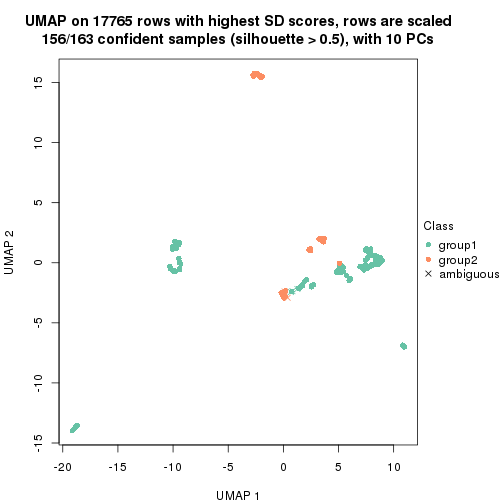 UMAP on 17765 rows with highest SD scores, rows are scaled
156/163 confident samples (silhouette > 0.5), with 10 PCs
15
10
5
0
-5
-10
-15
UMAP 2
-20 -15 -10 -5 0 5 10
UMAP 1
Class
group1
group2
ambiguous